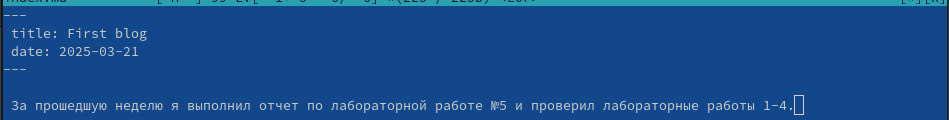 ---
title: First blog
date: 2025-03-21
---
За прошедшую неделю я выполнил отчет по лабораторной работе №5 и проверил лабораторные работы 1-4.